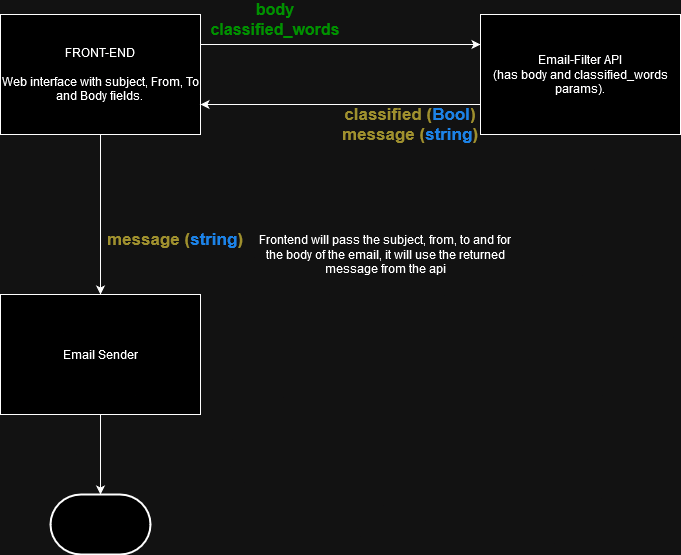 body
classified_words
FRONT-END
Web interface with subject, From, To
and Body fields.
Email-Filter API
(has body and classified_words
params).
classified (Bool)
message (string)
message (string)
Frontend will pass the subject, from, to and for
the body of the email, it will use the returned
message from the api
Email Sender